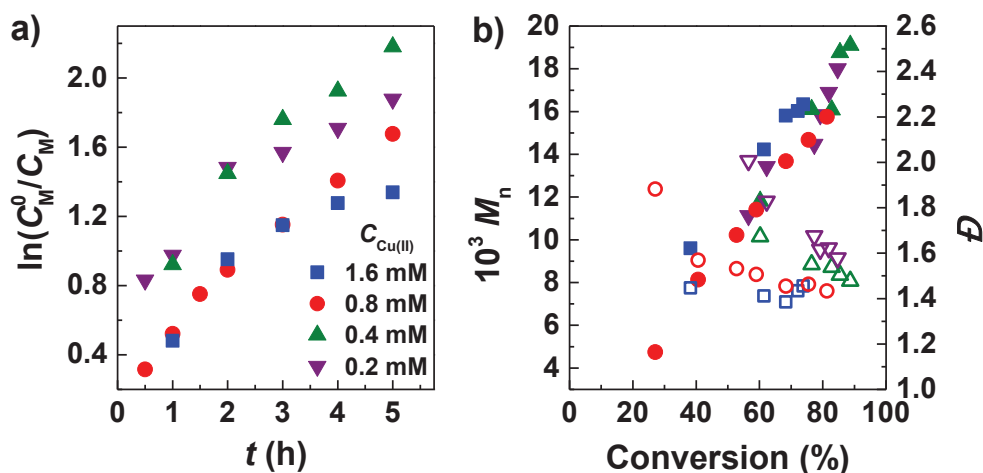 a)
ln(C⁰M/CM)
2.0
1.6
1.2
0.8
0.4
0 1 2 3 4 5
t (h)
CCu(II)
1.6 mM
0.8 mM
0.4 mM
0.2 mM
b)
10³ Mn
20
18
16
14
12
10
8
6
4
0 20 40 60 80 100
Conversion (%)
2.6
2.4
2.2
2.0
1.8
1.6
1.4
1.2
1.0
Đ